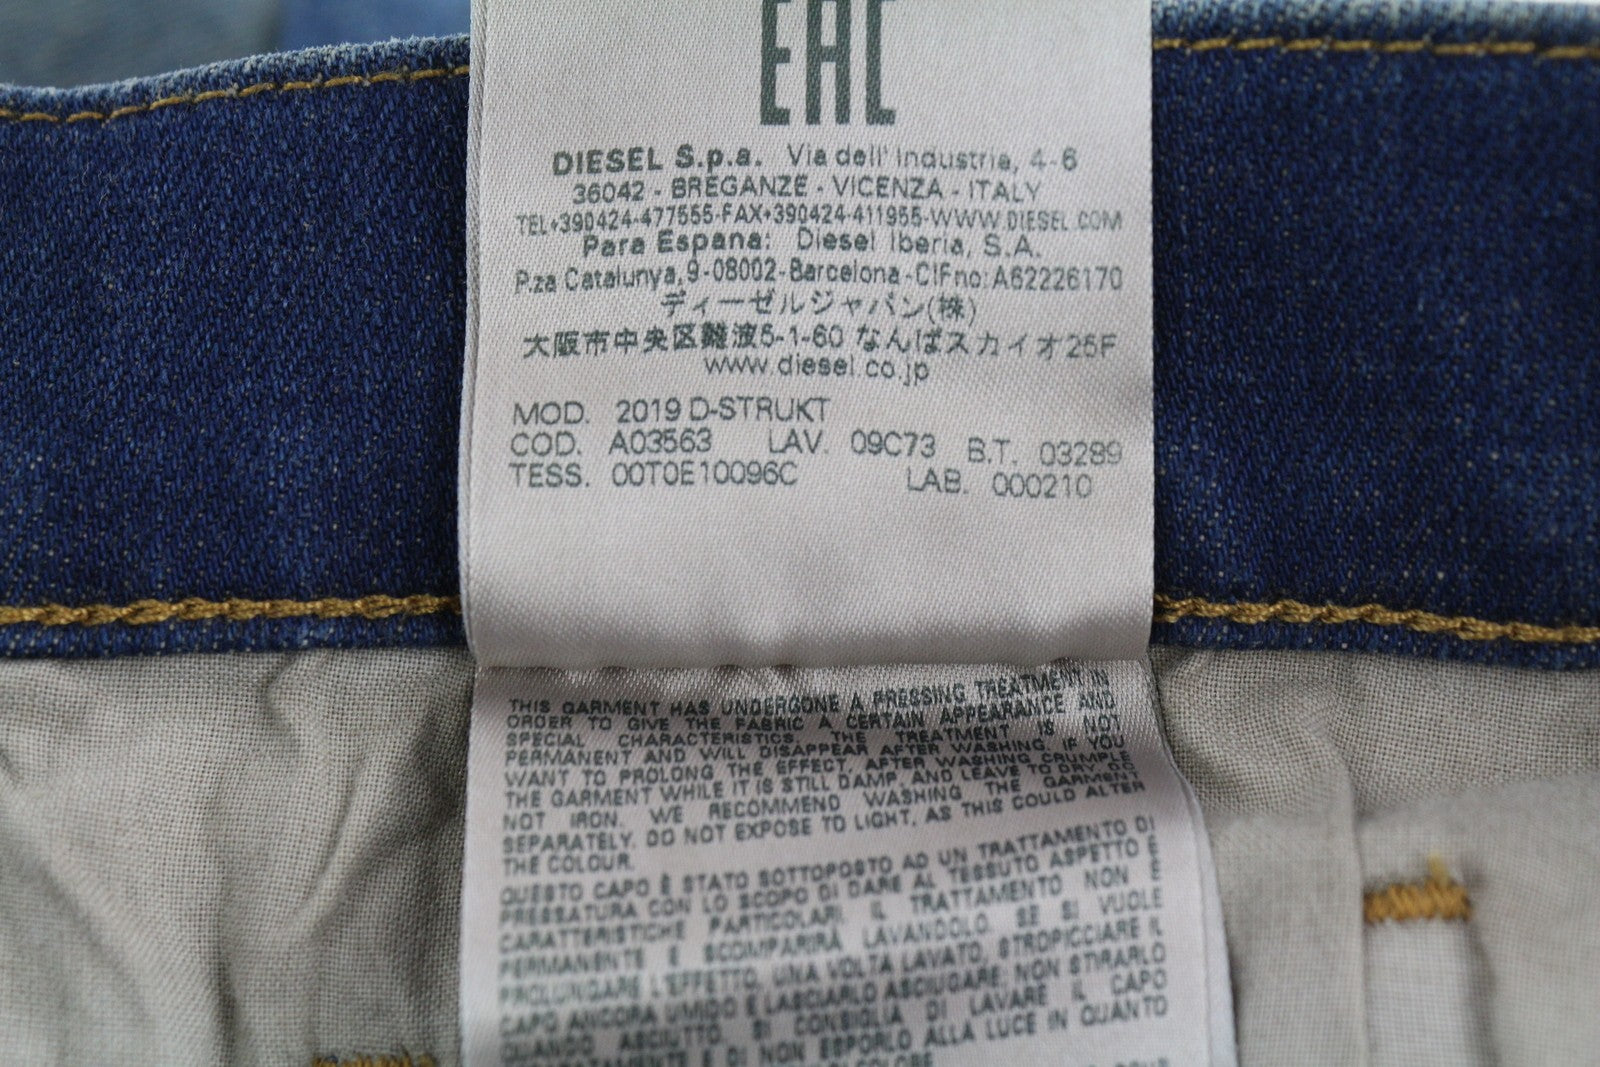 EAC
DIESEL S.p.a. Via dell' Industria, 4-6
36042 - BREGANZE - VICENZA - ITALY
TEL+390424-477555-FAX+390424-411955-WWW.DIESEL.COM
Para Espana: Diesel Iberia, S.A.
P.za Catalunya,9-08002-Barcelona-CIFno:A62226170
ディーゼルジャパン(株)
大阪市中央区難波5-1-60 なんばスカイオ25F
www.diesel.co.jp
MOD. 2019 D-STRUKT
COD. A03563 LAV. 09C73 B.T. 03289
TESS. 00T0E10096C LAB. 000210
THIS GARMENT HAS UNDERGONE A PRESSING TREATMENT IN
ORDER TO GIVE THE FABRIC A CERTAIN APPEARANCE AND
SPECIAL CHARACTERISTICS. THE TREATMENT IS NOT
PERMANENT AND WILL DISAPPEAR AFTER WASHING. IF YOU
WANT TO PROLONG THE EFFECT, AFTER WASHING CRUMPLE
THE GARMENT WHILE IT IS STILL DAMP, AND LEAVE TO DRY. DO
NOT IRON. WE RECOMMEND WASHING THE GARMENT
SEPARATELY. DO NOT EXPOSE TO LIGHT, AS THIS COULD ALTER
THE COLOUR.
QUESTO CAPO È STATO SOTTOPOSTO AD UN TRATTAMENTO DI
PRESSATURA CON LO SCOPO DI DARE AL TESSUTO ASPETTO E
CARATTERISTICHE PARTICOLARI. IL TRATTAMENTO NON È
PERMANENTE E SCOMPARIRÀ LAVANDOLO. SE SI VUOLE
PROLUNGARE L'EFFETTO, UNA VOLTA LAVATO, STROPICCIARE IL
CAPO ANCORA UMIDO E LASCIARLO ASCIUGARE; NON STIRARLO
QUANDO ASCIUTTO. SI CONSIGLIA DI LAVARE IL CAPO
SEPARATAMENTE E DI NON ESPORLO ALLA LUCE IN QUANTO
COLORE.